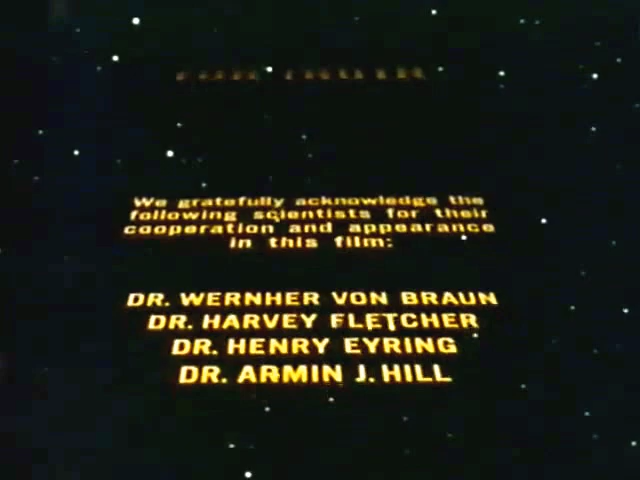 We gratefully acknowledge the
following scientists for their
cooperation and appearance
in this film:
DR. WERNHER VON BRAUN
DR. HARVEY FLETCHER
DR. HENRY EYRING
DR. ARMIN J. HILL